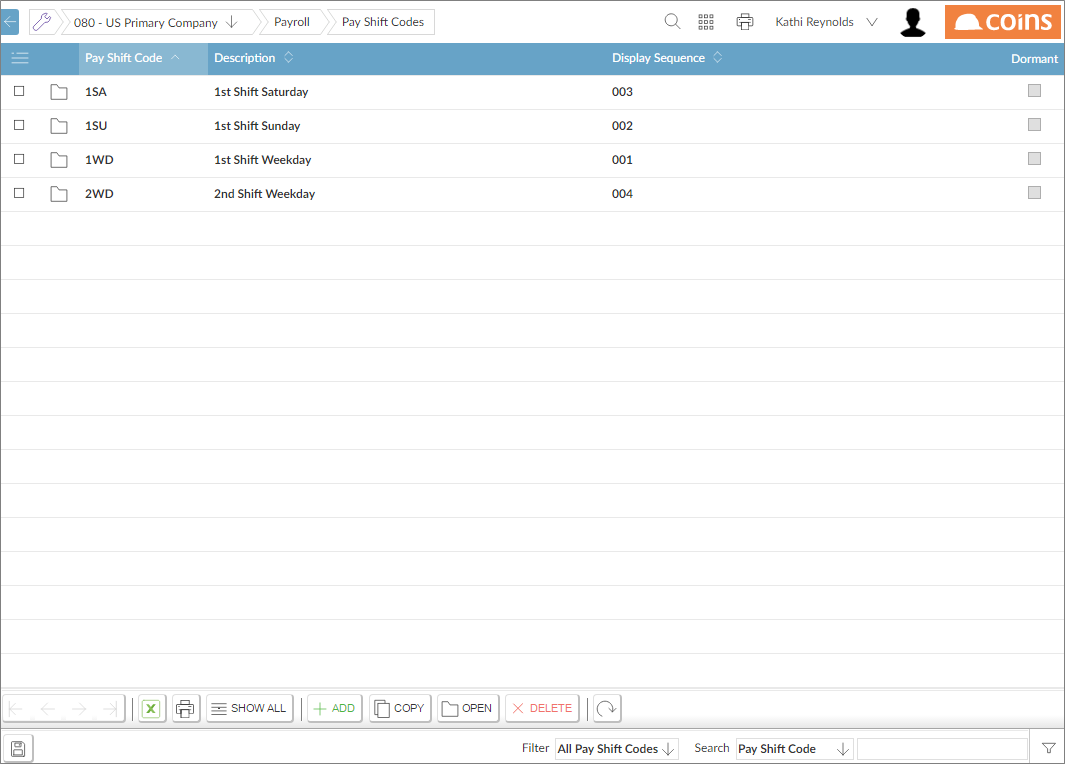 080 - US Primary Company Payroll Pay Shift Codes Kathi Reynolds coins
Pay Shift Code Description Display Sequence Dormant
1SA 1st Shift Saturday 003
1SU 1st Shift Sunday 002
1WD 1st Shift Weekday 001
2WD 2nd Shift Weekday 004
SHOW ALL ADD COPY OPEN DELETE
Filter All Pay Shift Codes Search Pay Shift Code